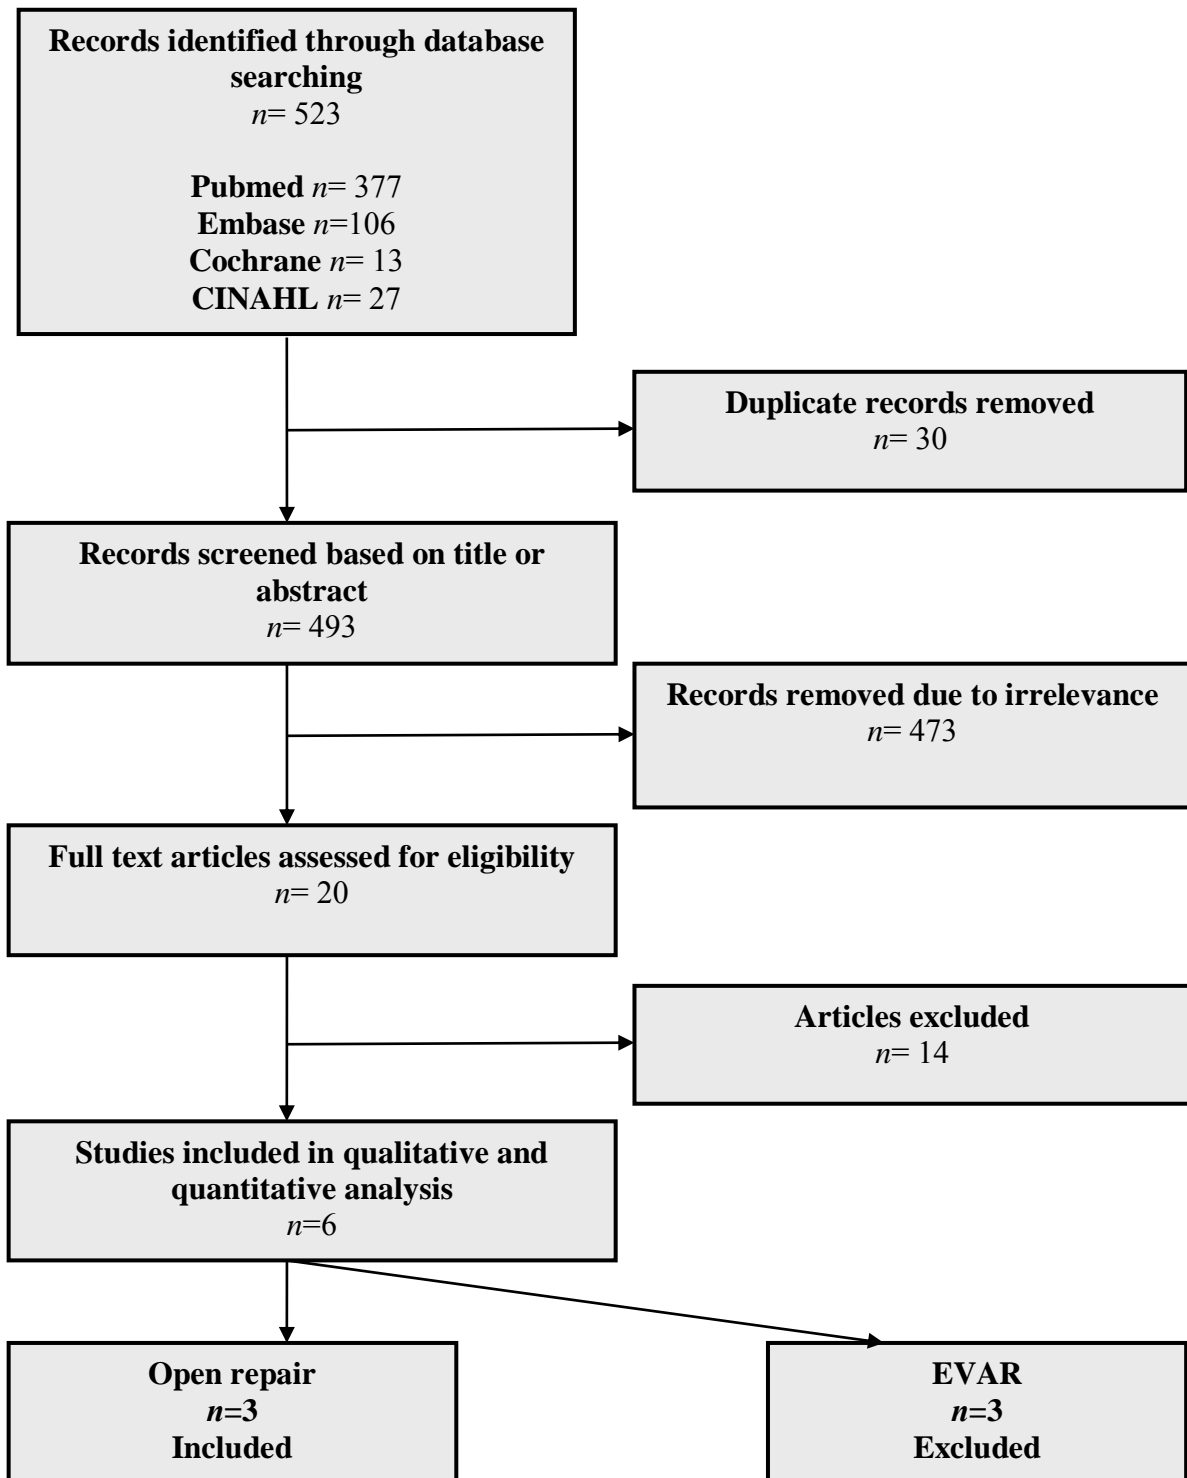 Records identified through database
searching
n= 523
Pubmed n= 377
Embase n=106
Cochrane n= 13
CINAHL n= 27
Duplicate records removed
n= 30
Records screened based on title or
abstract
n= 493
Records removed due to irrelevance
n= 473
Full text articles assessed for eligibility
n= 20
Articles excluded
n= 14
Studies included in qualitative and
quantitative analysis
n=6
Open repair
n=3
Included
EVAR
n=3
Excluded